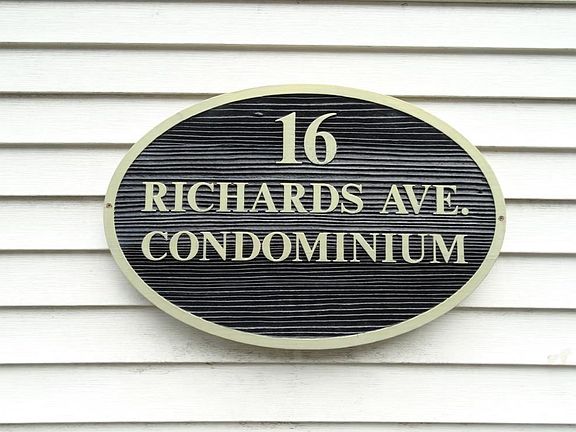 16
RICHARDS AVE.
CONDOMINIUM